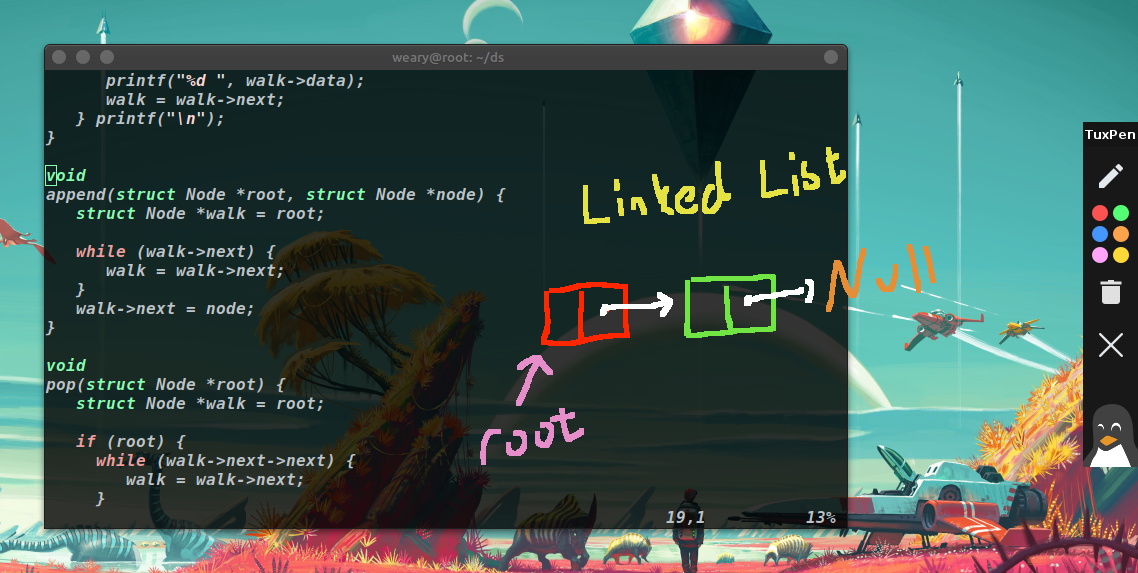 weary@root: ~/ds
printf("%d ", walk->data);
walk = walk->next;
} printf("\n");
}
void
append(struct Node *root, struct Node *node) {
struct Node *walk = root;
while (walk->next) {
walk = walk->next;
}
walk->next = node;
}
void
pop(struct Node *root) {
struct Node *walk = root;
if (root) {
while (walk->next->next) {
walk = walk->next;
}
19,1 13%
Linked List
Null
root
TuxPen